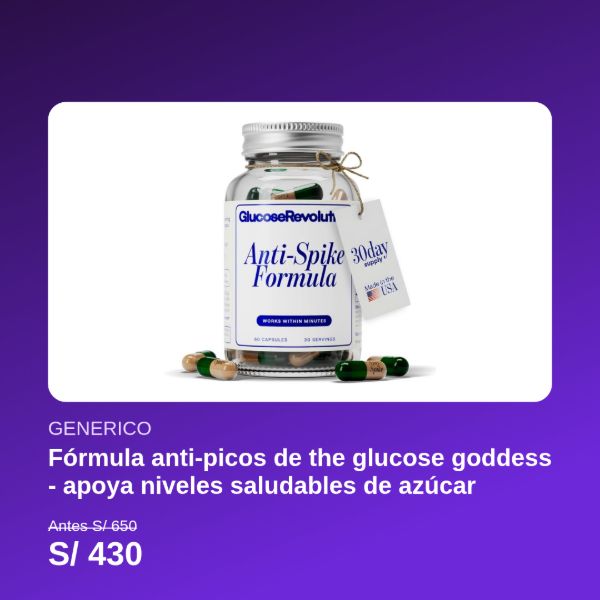 GlucoseRevoluti
Anti-Spike
Formula
WORKS WITHIN MINUTES
60 CAPSULES 30 SERVINGS
30day
supply
Made in the
USA
GENERICO
Fórmula anti-picos de the glucose goddess
- apoya niveles saludables de azúcar
Antes S/ 650
S/ 430